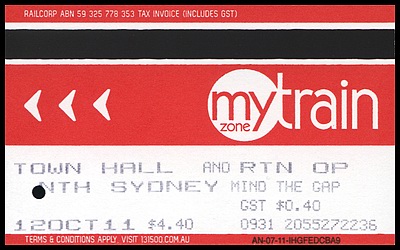 RAILCORP ABN 59 325 778 353 TAX INVOICE (INCLUDES GST)
my train
zone
TOWN HALL AND RTN OP
NTH SYDNEY MIND THE GAP
GST $0.40
12OCT11 $4.40 0931 2055272236
TERMS & CONDITIONS APPLY. VISIT 131500.COM.AU AN-07-11-IHGFEDCBA9